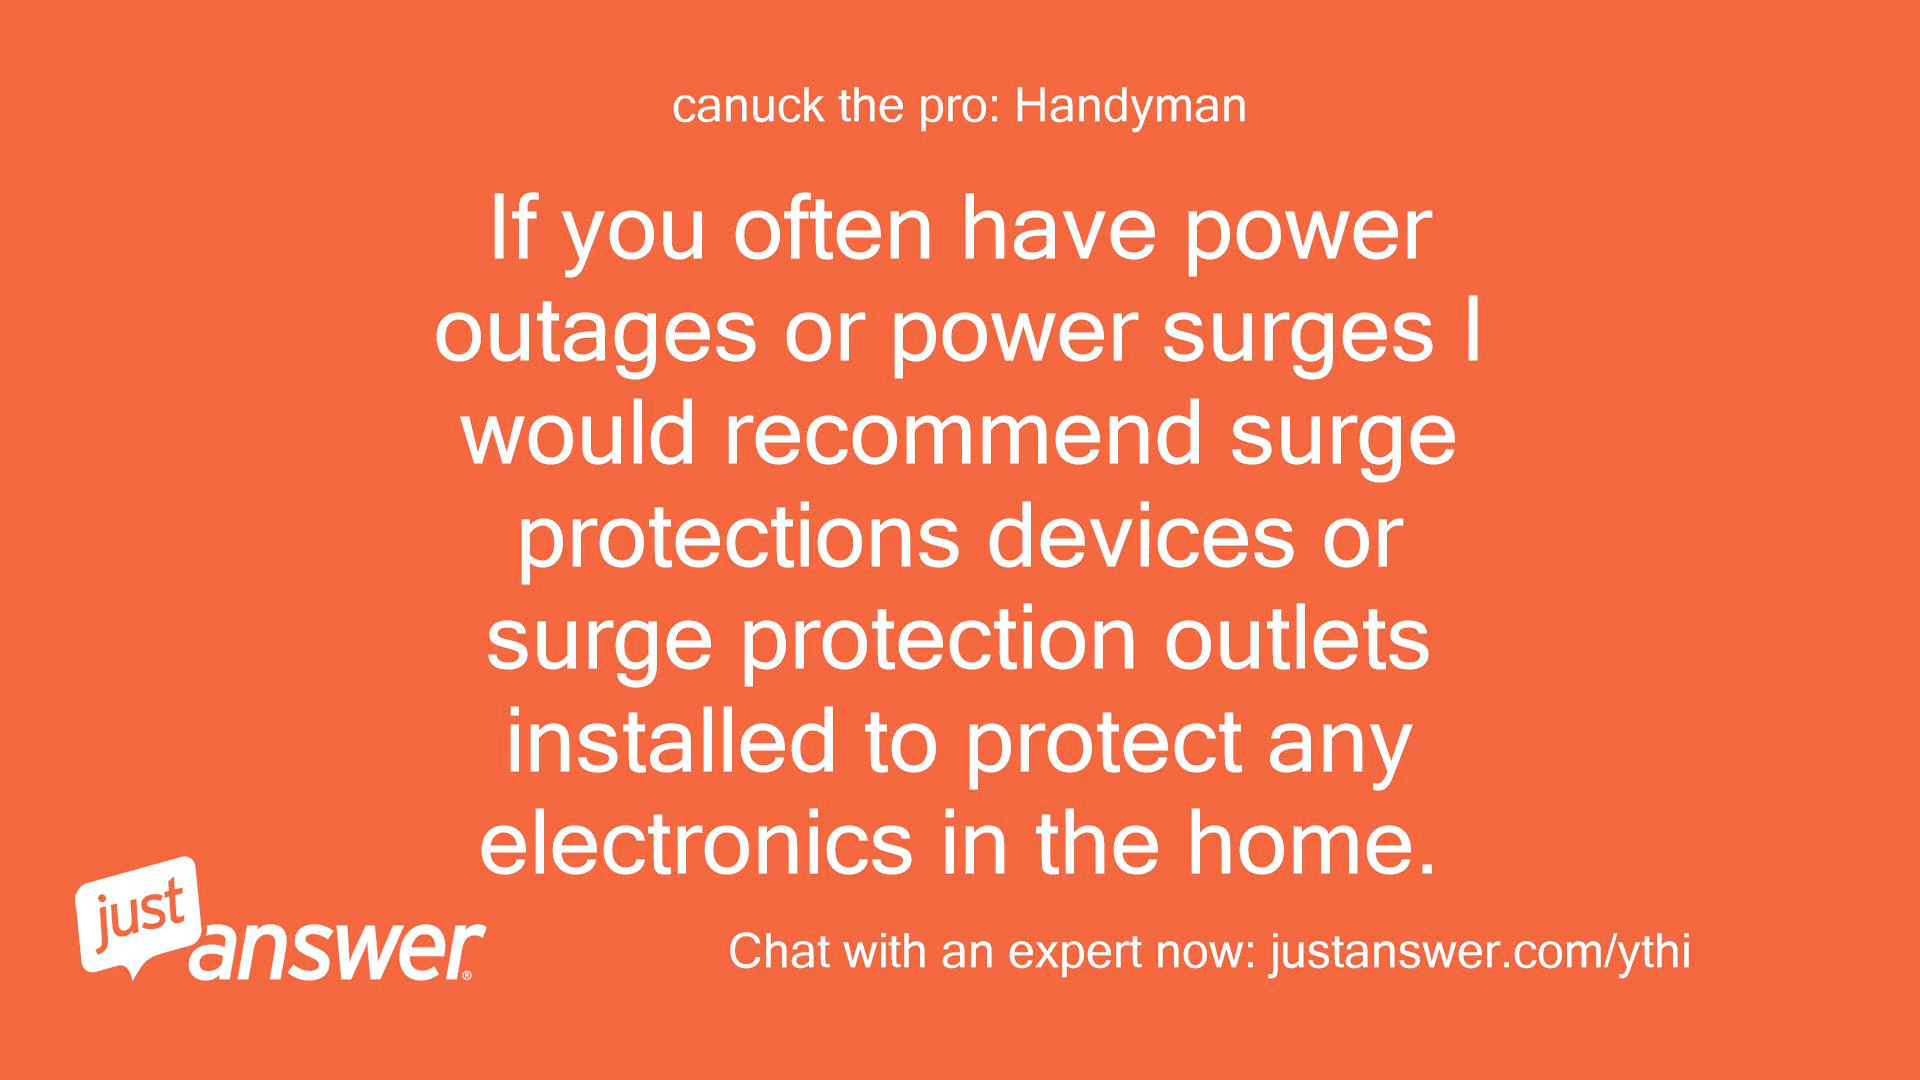 canuck the pro: Handyman
If you often have power
outages or power surges I
would recommend surge
protections devices or
surge protection outlets
installed to protect any
electronics in the home.
just
answer®
Chat with an expert now: justanswer.com/ythi